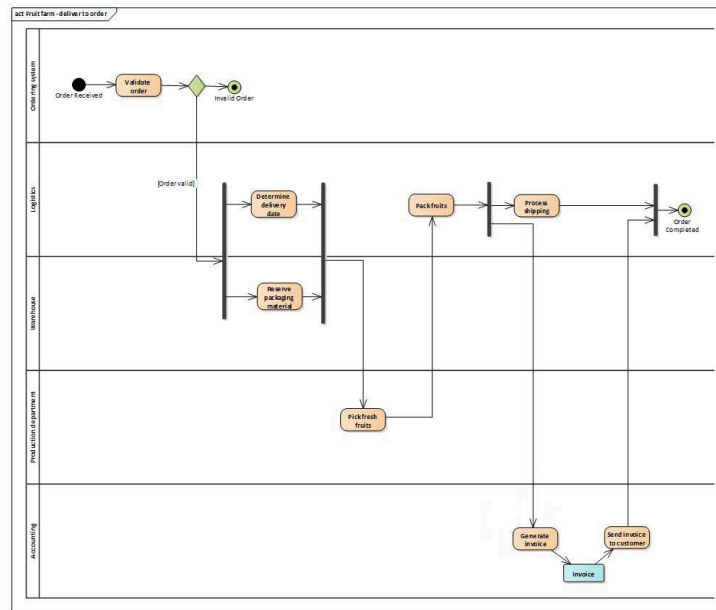 act Fruit farm - deliver to order
Ordering system
Order Received
Validate
order
Invalid Order
Logistics
[Order valid]
Determine
delivery
date
Pack fruits
Process
shipping
Order
Completed
Warehouse
Reserve
packaging
material
Production department
Pick fresh
fruits
Accounting
Generate
invoice
Send invoice
to customer
Invoice